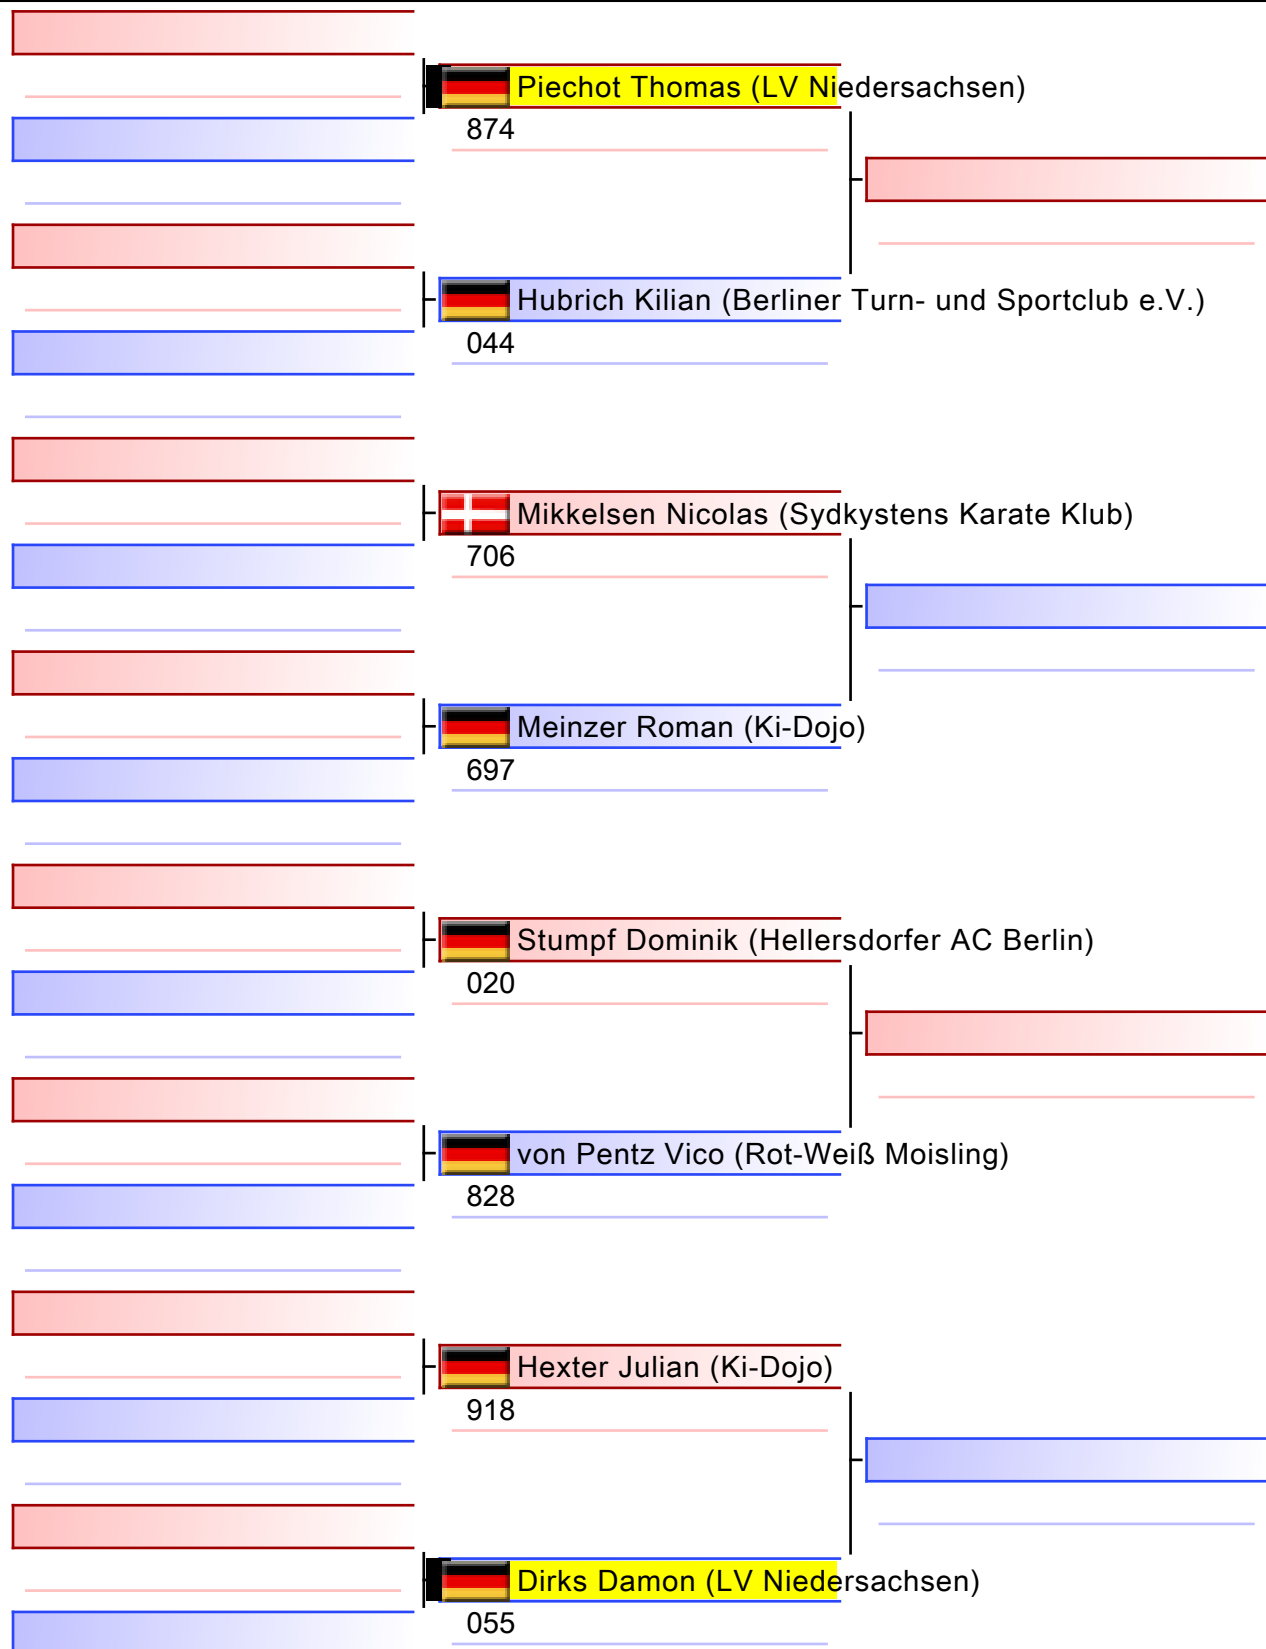 Piechot Thomas (LV Niedersachsen)
874
Hubrich Kilian (Berliner Turn- und Sportclub e.V.)
044
Mikkelsen Nicolas (Sydkystens Karate Klub)
706
Meinzer Roman (Ki-Dojo)
697
Stumpf Dominik (Hellersdorfer AC Berlin)
020
von Pentz Vico (Rot-Weiß Moisling)
828
Hexter Julian (Ki-Dojo)
918
Dirks Damon (LV Niedersachsen)
055